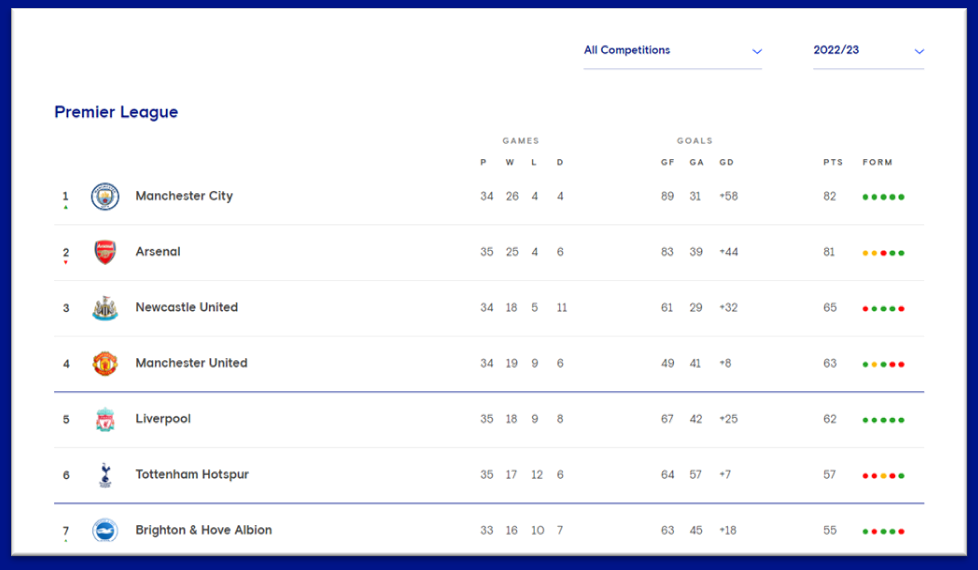 All Competitions 2022/23
Premier League
GAMES GOALS
P W L D GF GA GD PTS FORM
1 Manchester City 34 26 4 4 89 31 +58 82
2 Arsenal 35 25 4 6 83 39 +44 81
3 Newcastle United 34 18 5 11 61 29 +32 65
4 Manchester United 34 19 9 6 49 41 +8 63
5 Liverpool 35 18 9 8 67 42 +25 62
6 Tottenham Hotspur 35 17 12 6 64 57 +7 57
7 Brighton & Hove Albion 33 16 10 7 63 45 +18 55